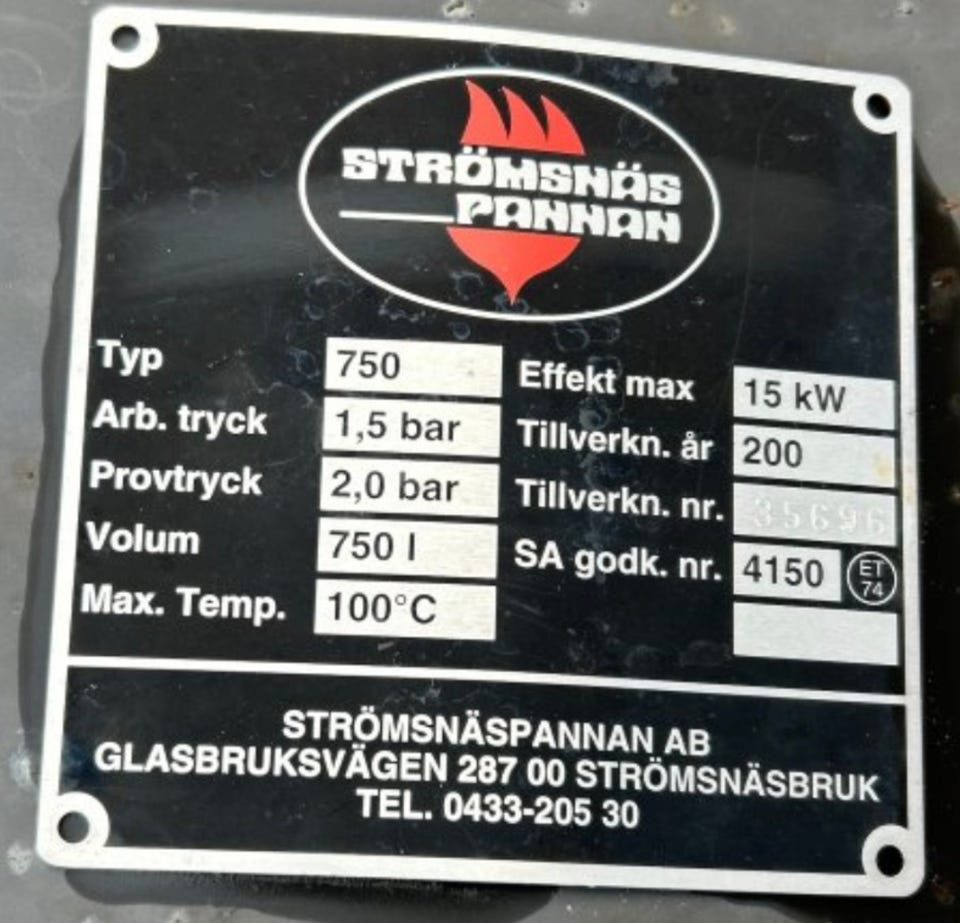 STRÖMSNÄS
PANNAN
Typ 750 Effekt max 15 kW
Arb. tryck 1,5 bar Tillverkn. år 200
Provtryck 2,0 bar Tillverkn. nr. 35696
Volum 750 l SA godk. nr. 4150 ET 74
Max. Temp. 100°C
STRÖMSNÄSPANNAN AB
GLASBRUKSVÄGEN 287 00 STRÖMSNÄSBRUK
TEL. 0433-205 30